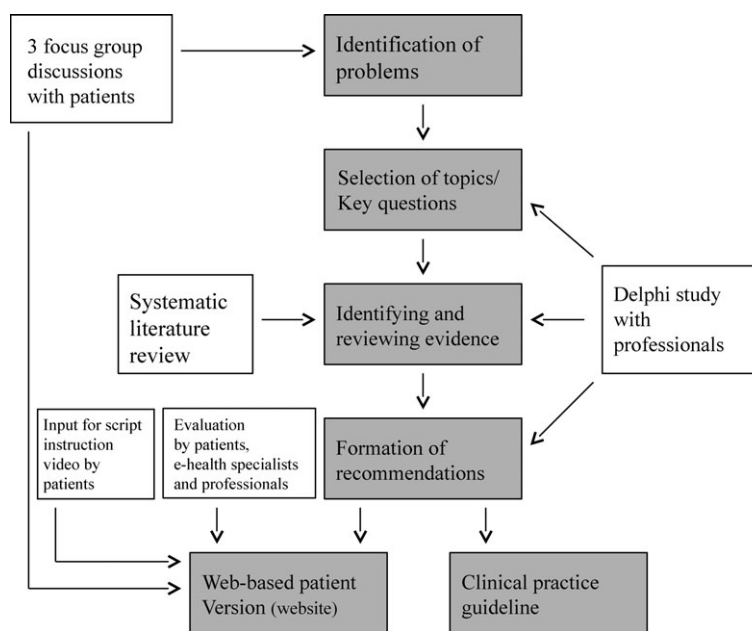 3 focus group
discussions
with patients
Identification of
problems
Selection of topics/
Key questions
Systematic
literature
review
Identifying and
reviewing evidence
Delphi study
with
professionals
Input for script
instruction
video by
patients
Evaluation
by patients,
e-health specialists
and professionals
Formation of
recommendations
Web-based patient
Version (website)
Clinical practice
guideline